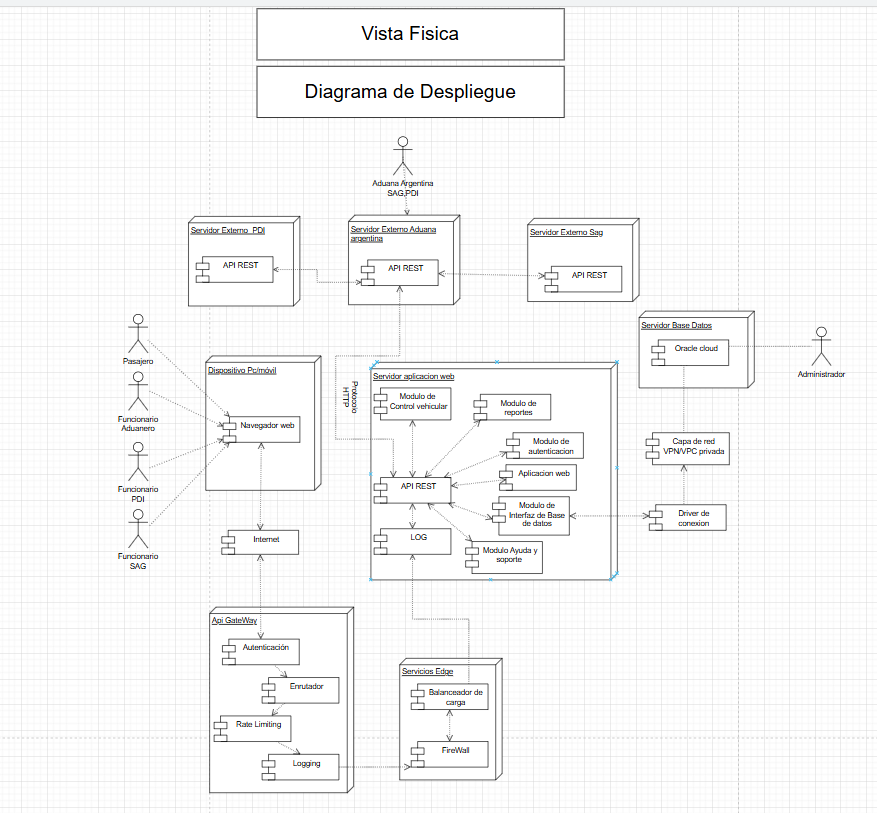 Vista Fisica
Diagrama de Despliegue
Aduana Argentina
SAG,PDI
Servidor Externo PDI
API REST
Servidor Externo Aduana
argentina
API REST
Servidor Externo Sag
API REST
Servidor Base Datos
Oracle cloud
Administrador
Pasajero
Funcionario
Aduanero
Funcionario
PDI
Funcionario
SAG
Dispositivo Pc/móvil
Navegador web
Protocolo
HTTP
Servidor aplicacion web
Modulo de
Control vehicular
Modulo de
reportes
Modulo de
autenticacion
Aplicacion web
API REST
Modulo de
Interfaz de Base
de datos
LOG
Modulo Ayuda y
soporte
Capa de red
VPN/VPC privada
Driver de
conexion
Internet
Api GateWay
Autenticación
Enrutador
Rate Limiting
Logging
Servicios Edge
Balanceador de
carga
FireWall